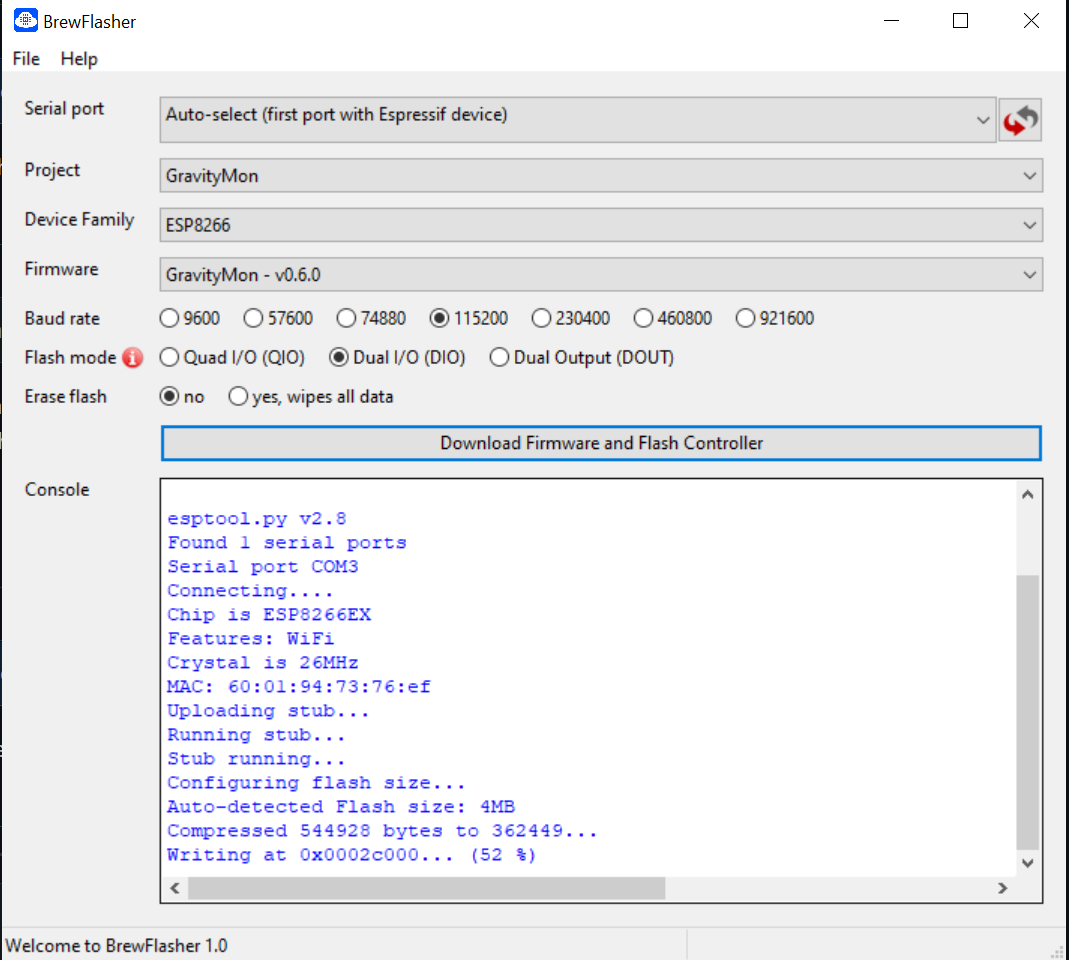 BrewFlasher
File Help
Serial port Auto-select (first port with Espressif device)
Project GravityMon
Device Family ESP8266
Firmware GravityMon - v0.6.0
Baud rate 9600 57600 74880 115200 230400 460800 921600
Flash mode Quad I/O (QIO) Dual I/O (DIO) Dual Output (DOUT)
Erase flash no yes, wipes all data
Download Firmware and Flash Controller
Console
esptool.py v2.8
Found 1 serial ports
Serial port COM3
Connecting....
Chip is ESP8266EX
Features: WiFi
Crystal is 26MHz
MAC: 60:01:94:73:76:ef
Uploading stub...
Running stub...
Stub running...
Configuring flash size...
Auto-detected Flash size: 4MB
Compressed 544928 bytes to 362449...
Writing at 0x0002c000... (52 %)
Welcome to BrewFlasher 1.0